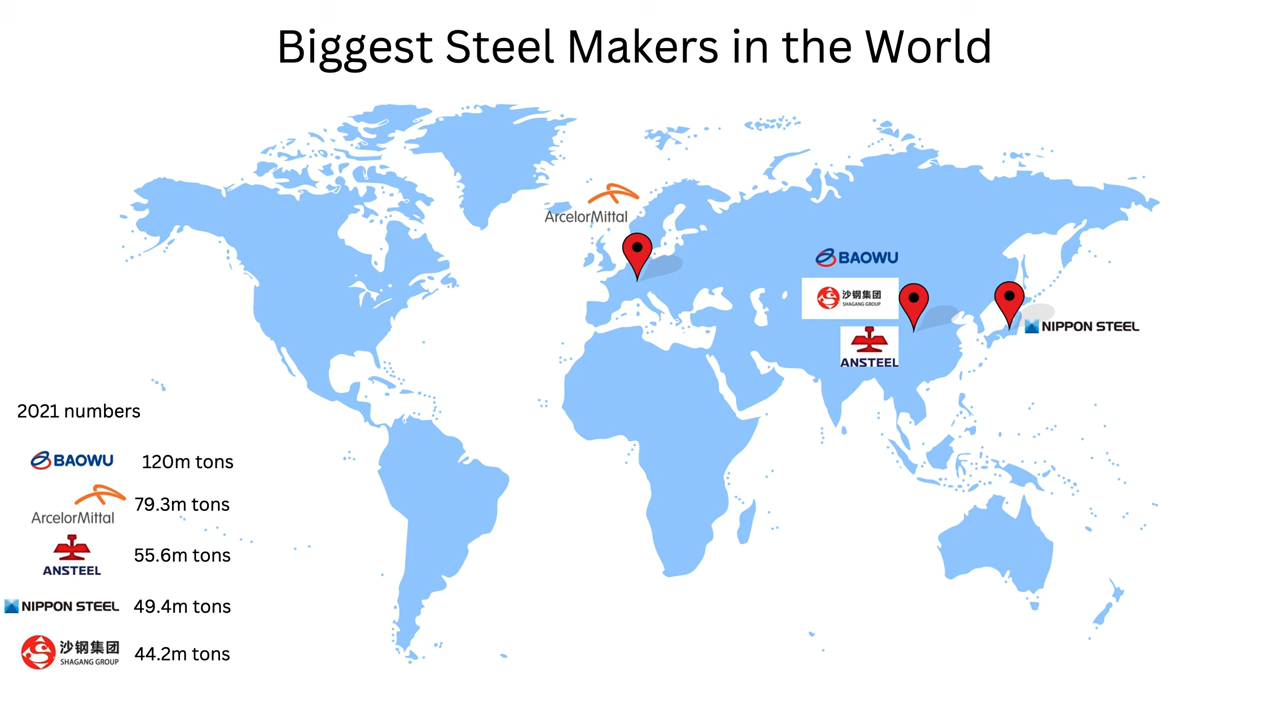 Biggest Steel Makers in the World
ArcelorMittal
BAOWU
沙钢集团
SHAGANG GROUP
ANSTEEL
NIPPON STEEL
2021 numbers
BAOWU 120m tons
ArcelorMittal 79.3m tons
ANSTEEL 55.6m tons
NIPPON STEEL 49.4m tons
沙钢集团
SHAGANG GROUP 44.2m tons